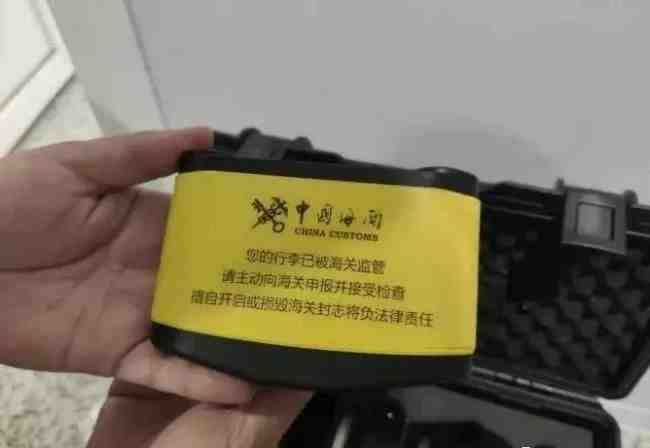 中国海关
CHINA CUSTOMS
您的行李已被海关监管
请主动向海关申报并接受检查
擅自开启或损毁海关封志将负法律责任